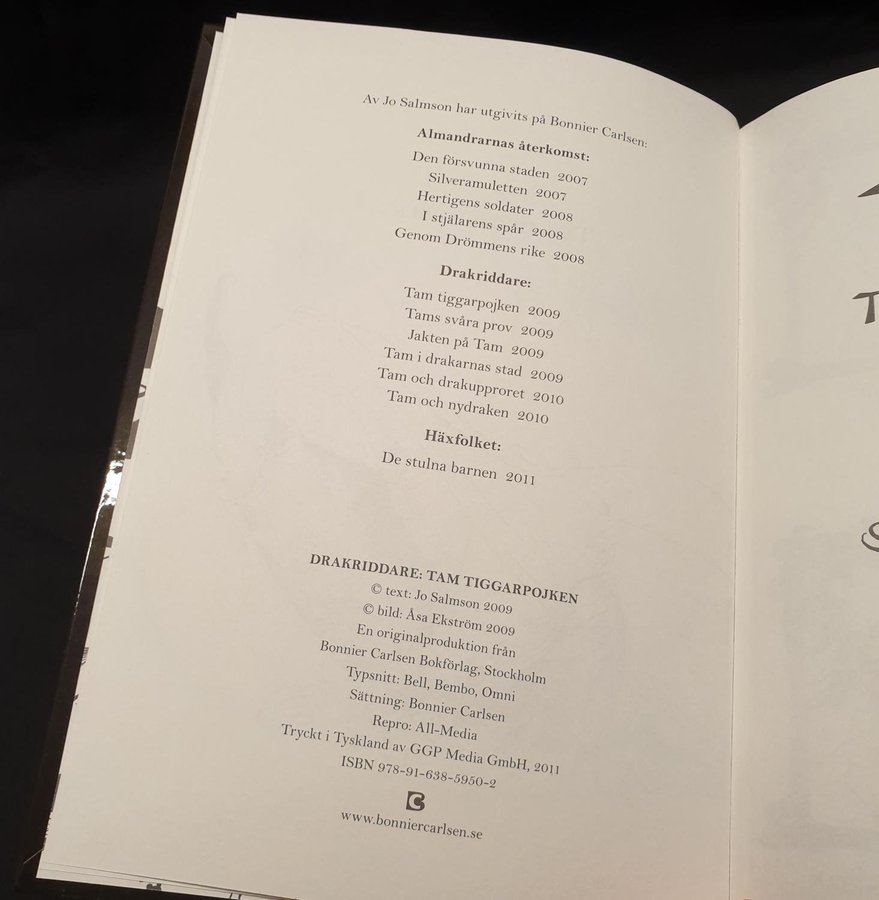 Av Jo Salmson har utgivits på Bonnier Carlsen:
Almandrarnas återkomst:
Den försvunna staden 2007
Silveramuletten 2007
Hertigens soldater 2008
I stjälarens spår 2008
Genom Drömmens rike 2008
Drakriddare:
Tam tiggarpojken 2009
Tams svåra prov 2009
Jakten på Tam 2009
Tam i drakarnas stad 2009
Tam och drakupproret 2010
Tam och nydraken 2010
Häxfolket:
De stulna barnen 2011
DRAKRIDDARE: TAM TIGGARPOJKEN
© text: Jo Salmson 2009
© bild: Åsa Ekström 2009
En originalproduktion från
Bonnier Carlsen Bokförlag, Stockholm
Typsnitt: Bell, Bembo, Omni
Sättning: Bonnier Carlsen
Repro: All-Media
Tryckt i Tyskland av GGP Media GmbH, 2011
ISBN 978-91-638-5950-2
www.bonniercarlsen.se